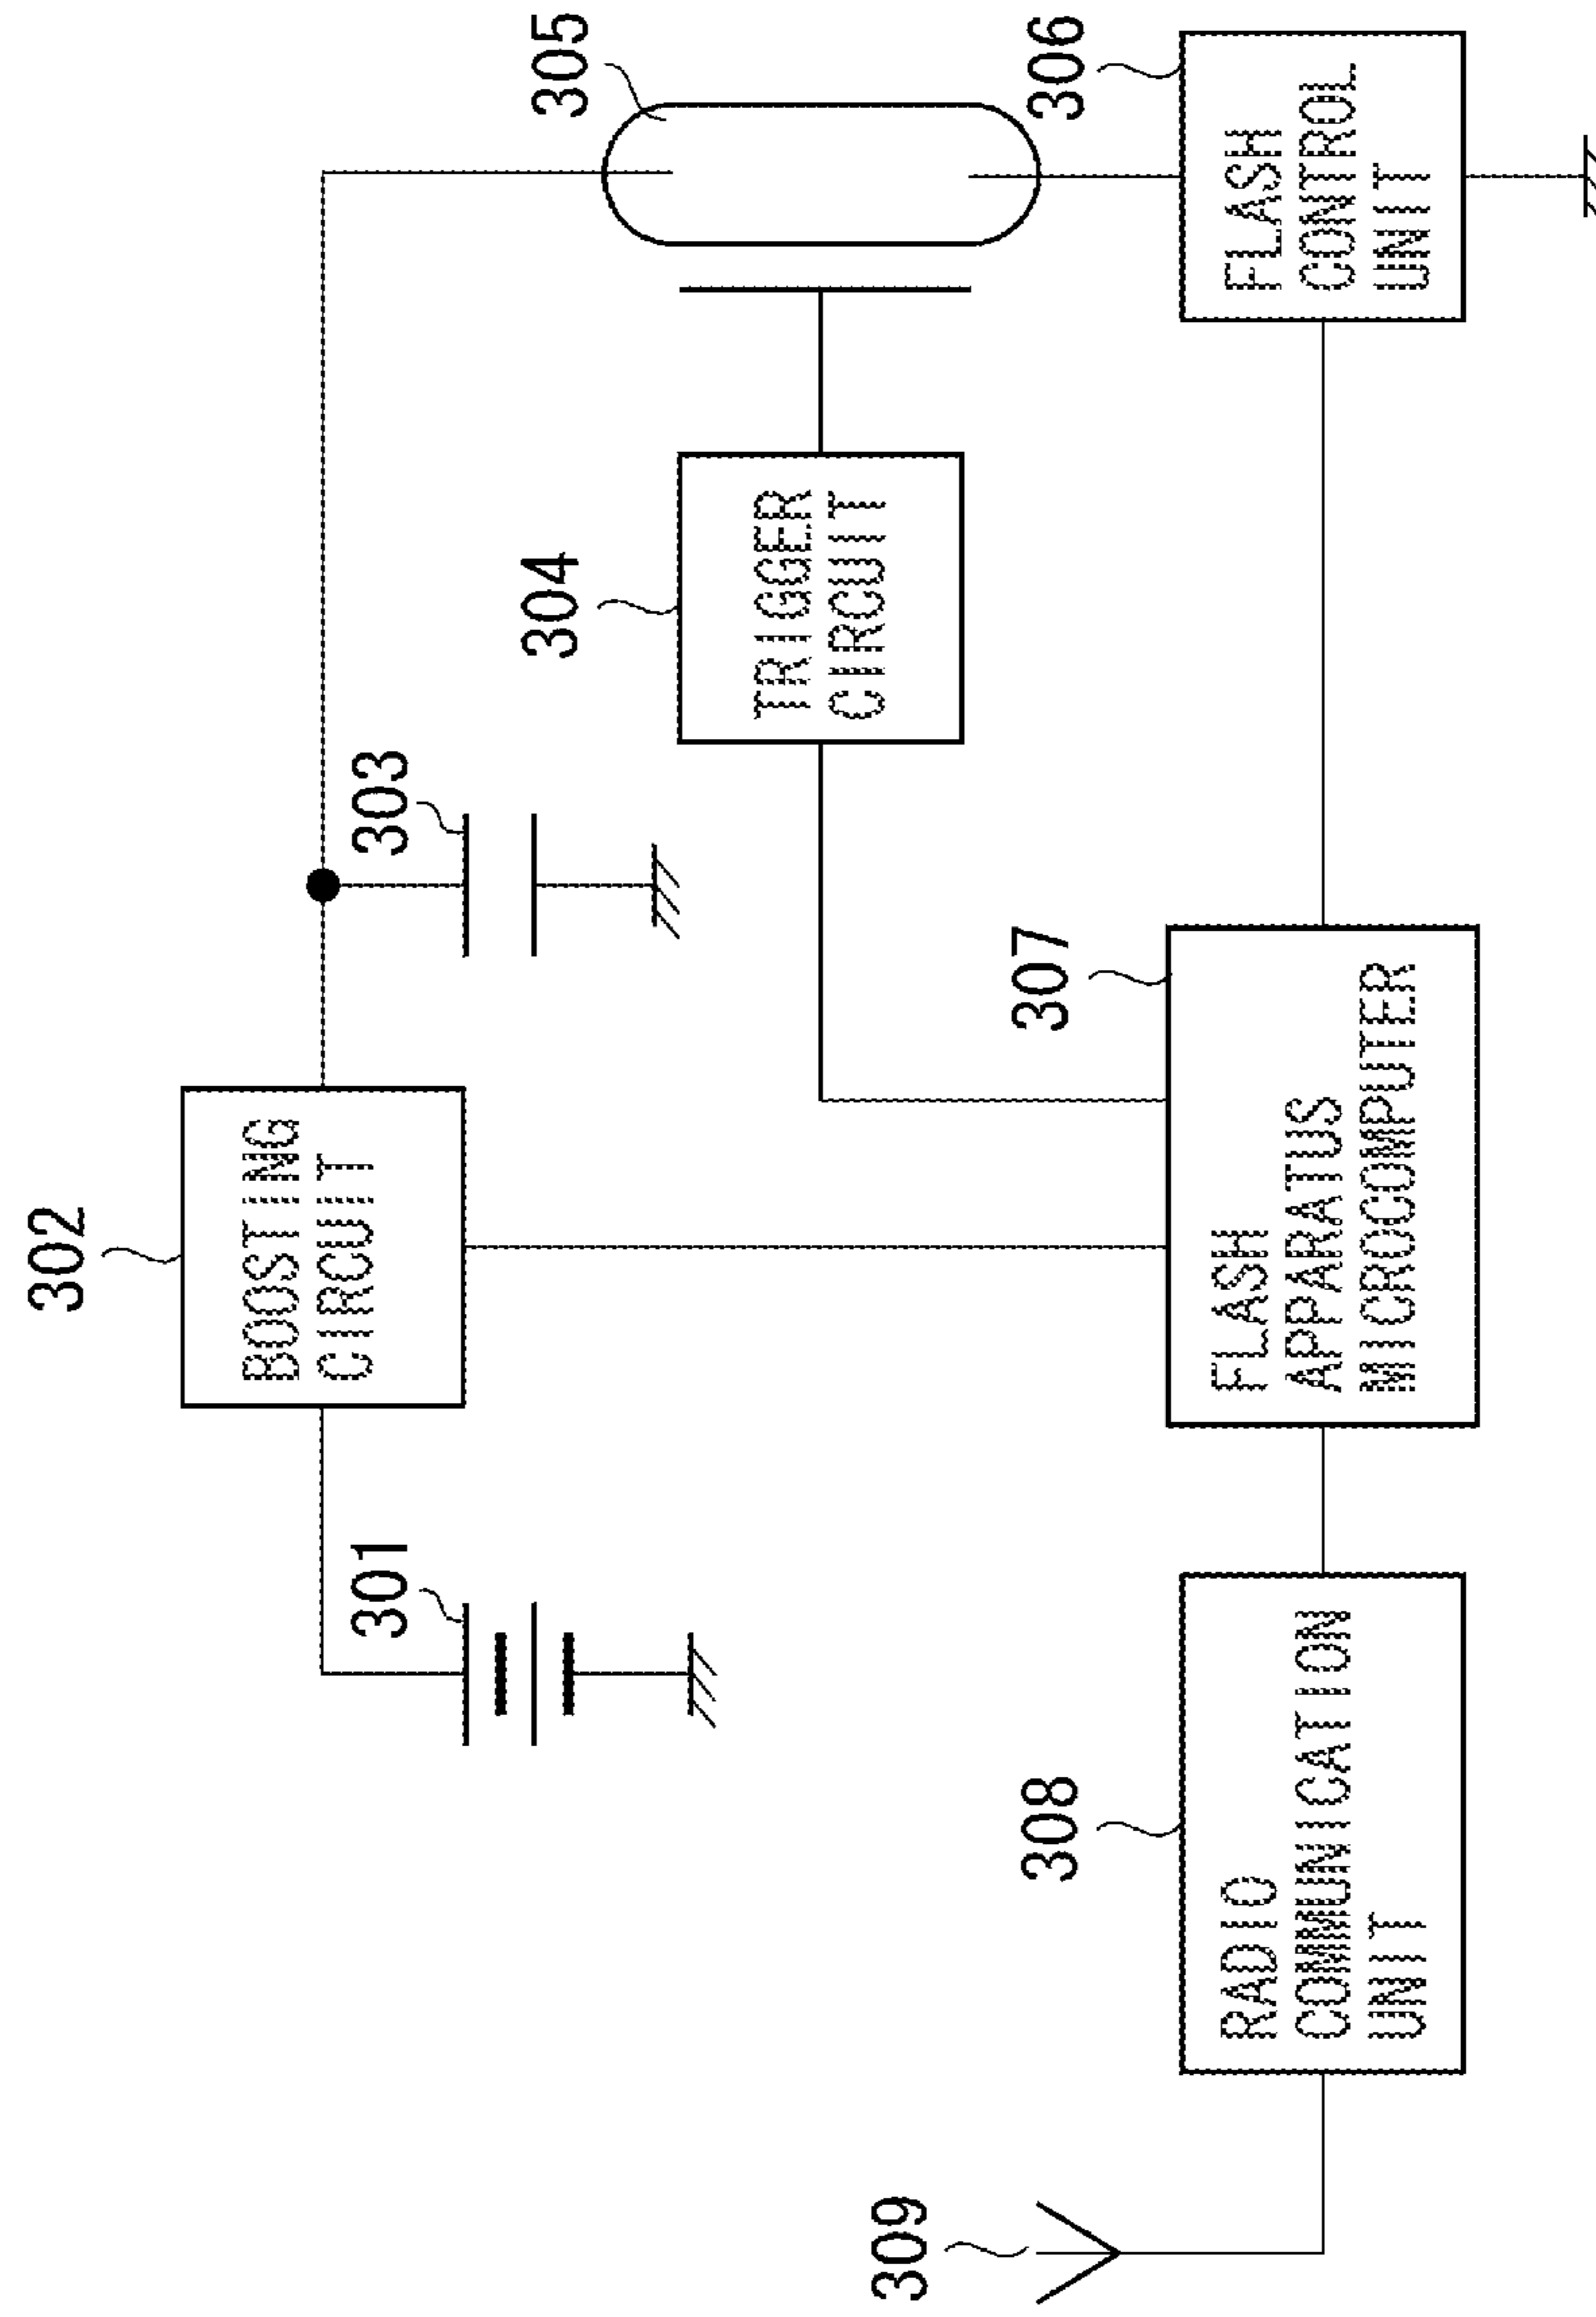 302
BOOSTING
CIRCUIT
301
303
305
304
TRIGGER
CIRCUIT
309
308
RADIO
COMMUNICATION
UNIT
307
FLASH
APPARATUS
MICROCOMPUTER
306
FLASH
CONTROL
UNIT